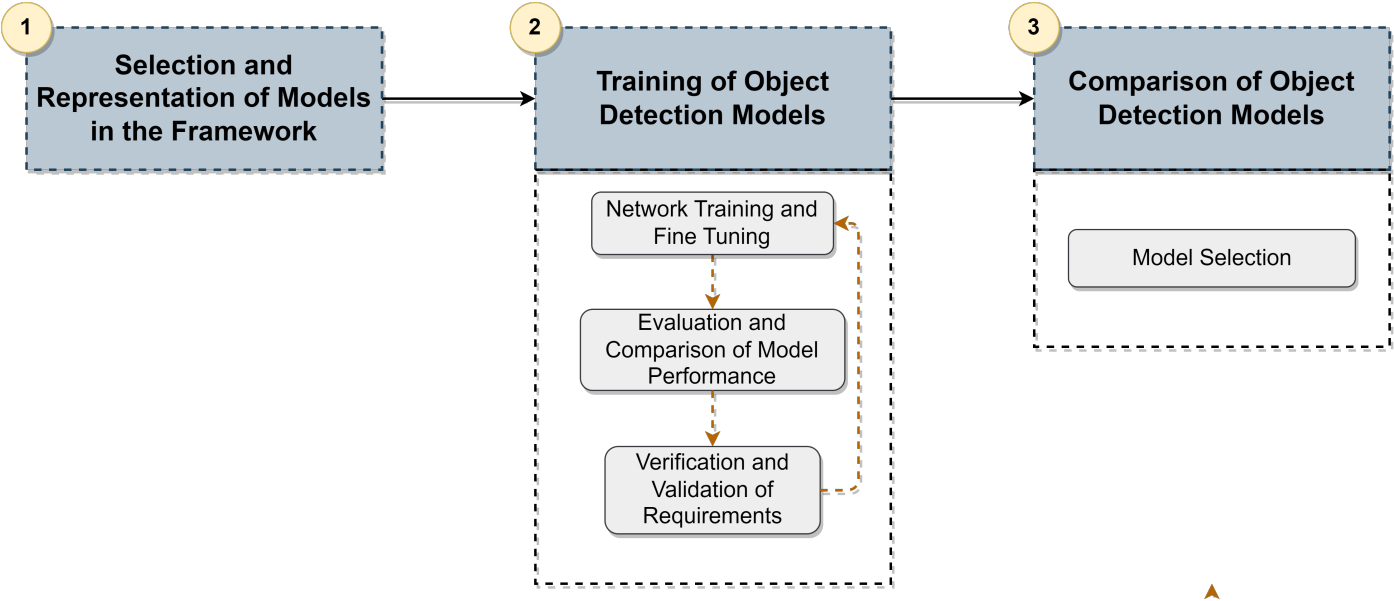 1
Selection and
Representation of Models
in the Framework
2
Training of Object
Detection Models
Network Training and
Fine Tuning
Evaluation and
Comparison of Model
Performance
Verification and
Validation of
Requirements
3
Comparison of Object
Detection Models
Model Selection